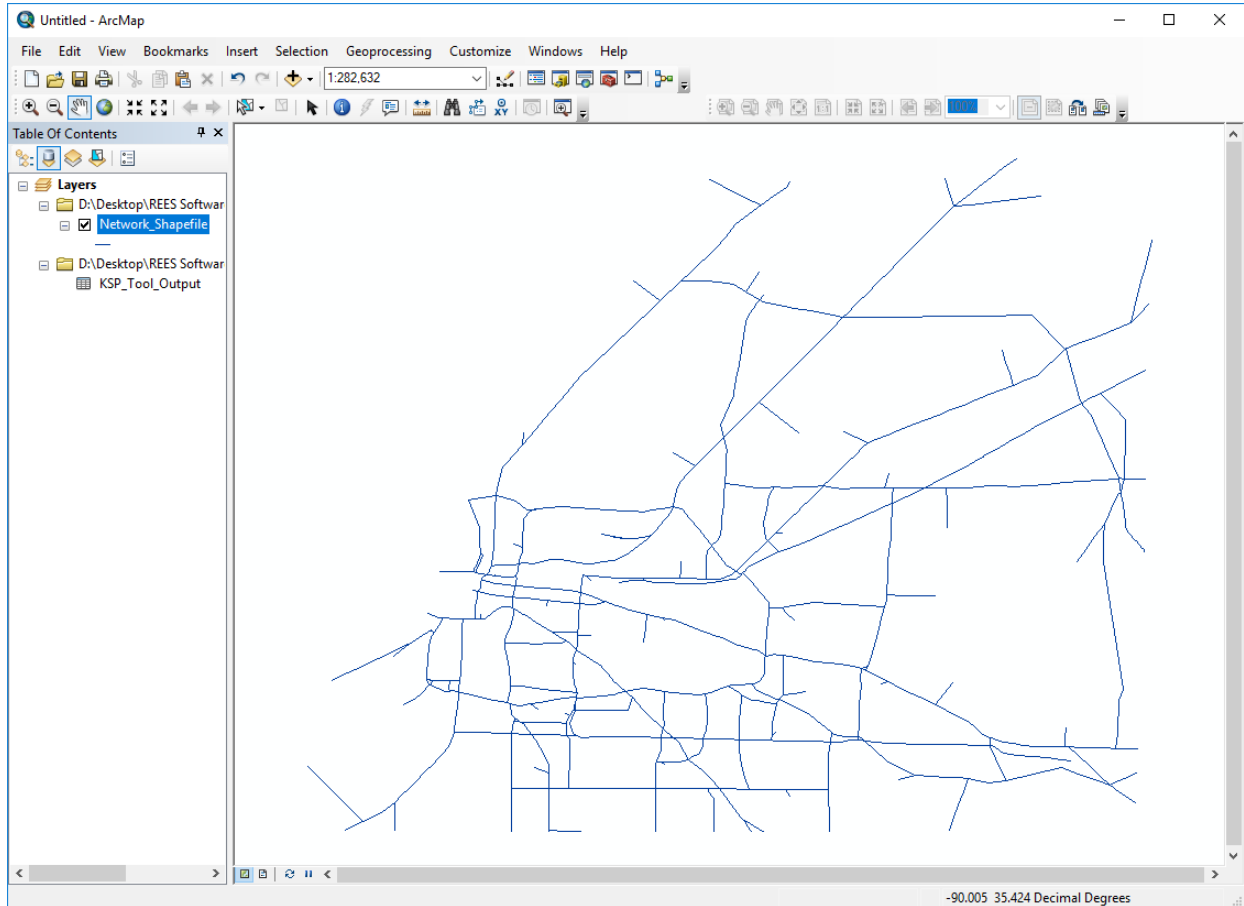 Untitled - ArcMap
File Edit View Bookmarks Insert Selection Geoprocessing Customize Windows Help
1:282,632
100%
Table Of Contents
Layers
D:\Desktop\REES Softwar
Network_Shapefile
D:\Desktop\REES Softwar
KSP_Tool_Output
-90.005 35.424 Decimal Degrees